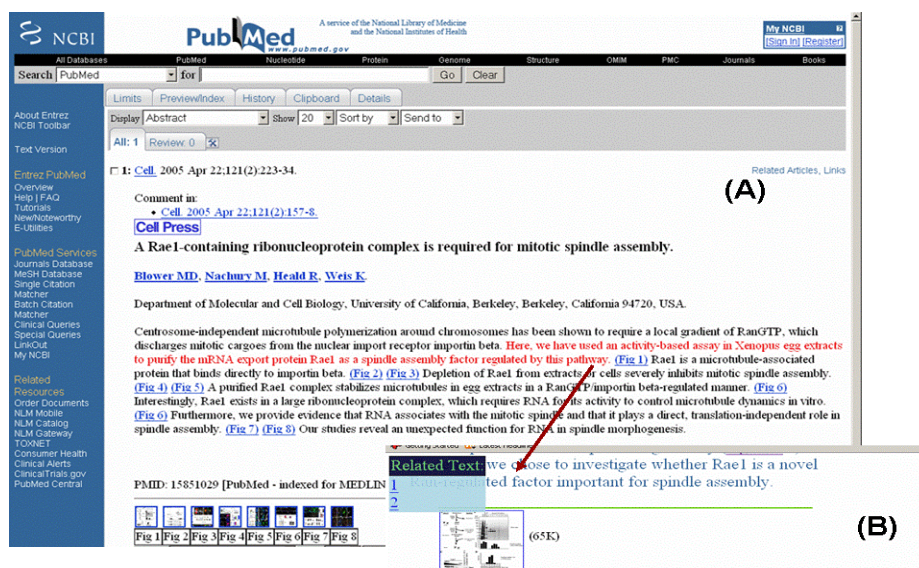 NCBI
PubMed
www.pubmed.gov
A service of the National Library of Medicine
and the National Institutes of Health
My NCBI
[Sign In] [Register]
All Databases PubMed Nucleotide Protein Genome Structure OMIM PMC Journals Books
Search PubMed for Go Clear
Limits Preview/Index History Clipboard Details
Display Abstract Show 20 Sort by Send to
All: 1 Review: 0
About Entrez
NCBI Toolbar
Text Version
Entrez PubMed
Overview
Help | FAQ
Tutorials
New/Noteworthy
E-Utilities
PubMed Services
Journals Database
MeSH Database
Single Citation
Matcher
Batch Citation
Matcher
Clinical Queries
Special Queries
LinkOut
My NCBI
Related
Resources
Order Documents
NLM Mobile
NLM Catalog
NLM Gateway
TOXNET
Consumer Health
Clinical Alerts
ClinicalTrials.gov
PubMed Central
1: Cell. 2005 Apr 22;121(2):223-34.
Related Articles, Links
(A)
Comment in:
• Cell. 2005 Apr 22;121(2):157-8.
Cell Press
A Rae1-containing ribonucleoprotein complex is required for mitotic spindle assembly.
Blower MD, Nachury M, Heald R, Weis K.
Department of Molecular and Cell Biology, University of California, Berkeley, Berkeley, California 94720, USA.
Centrosome-independent microtubule polymerization around chromosomes has been shown to require a local gradient of RanGTP, which
discharges mitotic cargoes from the nuclear import receptor importin beta. Here, we have used an activity-based assay in Xenopus egg extracts
to purify the mRNA export protein Rae1 as a spindle assembly factor regulated by this pathway. (Fig 1) Rae1 is a microtubule-associated
protein that binds directly to importin beta. (Fig 2) (Fig 3) Depletion of Rae1 from extracts or cells severely inhibits mitotic spindle assembly.
(Fig 4) (Fig 5) A purified Rae1 complex stabilizes microtubules in egg extracts in a RanGTP/importin beta-regulated manner. (Fig 6)
Interestingly, Rae1 exists in a large ribonucleoprotein complex, which requires RNA for its activity to control microtubule dynamics in vitro.
(Fig 6) Furthermore, we provide evidence that RNA associates with the mitotic spindle and that it plays a direct, translation-independent role in
spindle assembly. (Fig 7) (Fig 8) Our studies reveal an unexpected function for RNA in spindle morphogenesis.
PMID: 15851029 [PubMed - indexed for MEDLIN
Fig 1 Fig 2 Fig 3 Fig 4 Fig 5 Fig 6 Fig 7 Fig 8
Getting Started Latest Headlines
Related Text: we chose to investigate whether Rae1 is a novel
1 Ran-regulated factor important for spindle assembly.
2
(65K)
(B)